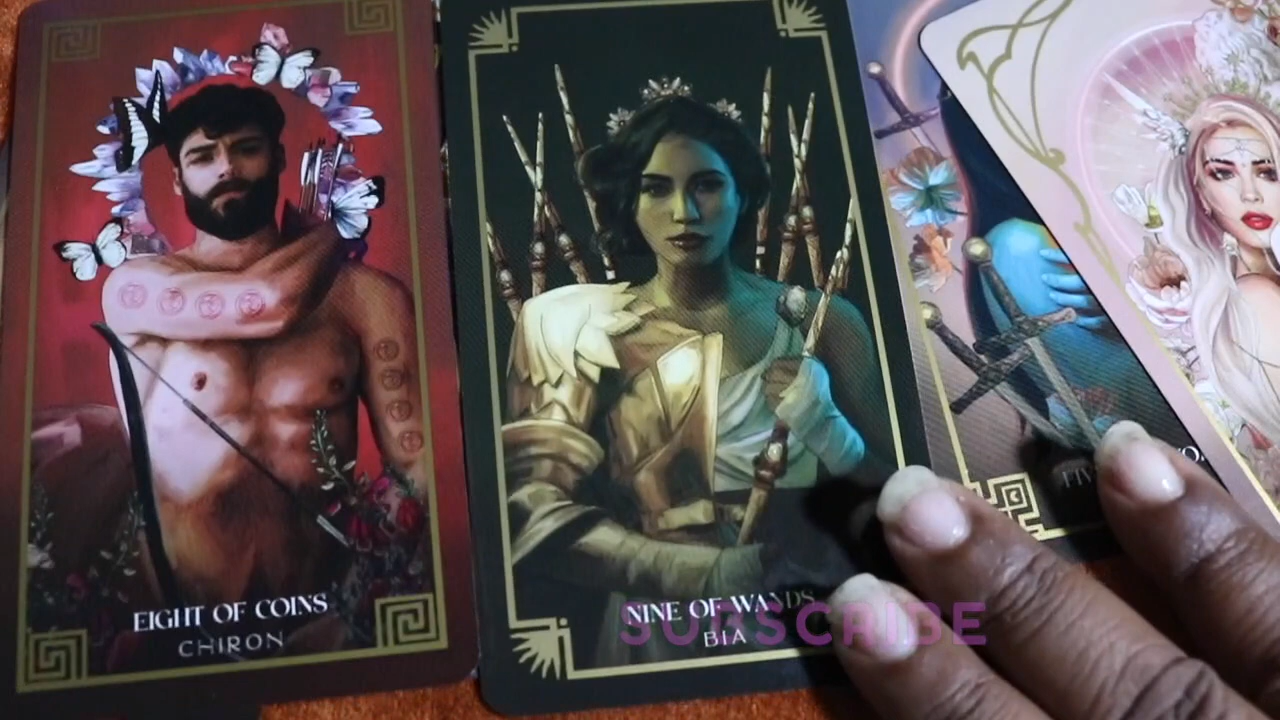 EIGHT OF COINS
CHIRON
NINE OF WANDS
BIA
SUBSCRIBE